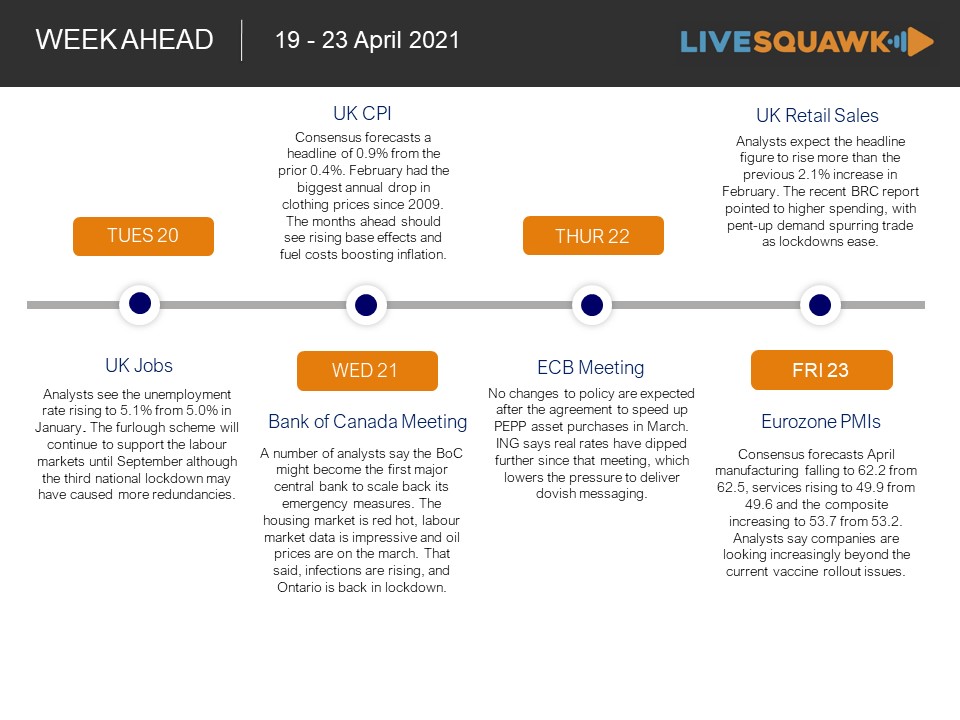 WEEK AHEAD
19 - 23 April 2021
LIVESQUAWK
UK CPI
Consensus forecasts a
headline of 0.9% from the
prior 0.4%. February had the
biggest annual drop in
clothing prices since 2009.
The months ahead should
see rising base effects and
fuel costs boosting inflation.
UK Retail Sales
Analysts expect the headline
figure to rise more than the
previous 2.1% increase in
February. The recent BRC report
pointed to higher spending, with
pent-up demand spurring trade
as lockdowns ease.
TUES 20
THUR 22
UK Jobs
Analysts see the unemployment
rate rising to 5.1% from 5.0% in
January. The furlough scheme will
continue to support the labour
markets until September although
the third national lockdown may
have caused more redundancies.
WED 21
Bank of Canada Meeting
A number of analysts say the BoC
might become the first major
central bank to scale back its
emergency measures. The
housing market is red hot, labour
market data is impressive and oil
prices are on the march. That
said, infections are rising, and
Ontario is back in lockdown.
ECB Meeting
No changes to policy are expected
after the agreement to speed up
PEPP asset purchases in March.
ING says real rates have dipped
further since that meeting, which
lowers the pressure to deliver
dovish messaging.
FRI 23
Eurozone PMIs
Consensus forecasts April
manufacturing falling to 62.2 from
62.5, services rising to 49.9 from
49.6 and the composite
increasing to 53.7 from 53.2.
Analysts say companies are
looking increasingly beyond the
current vaccine rollout issues.